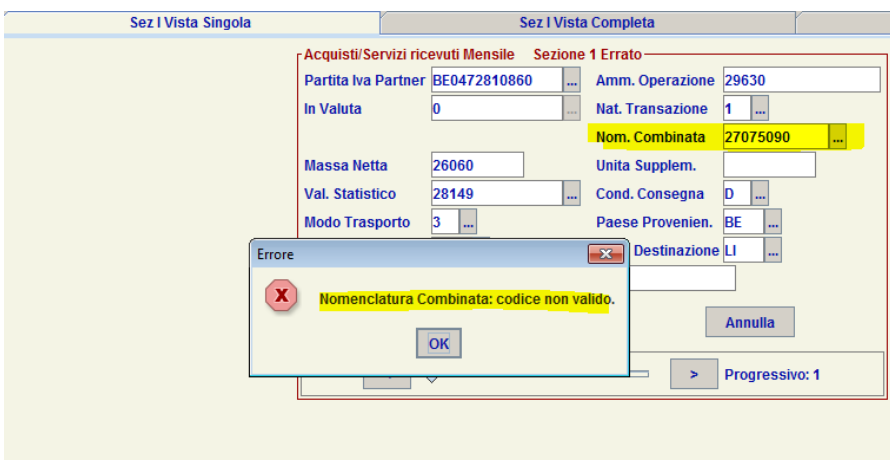 Sez I Vista Singola Sez I Vista Completa
Acquisti/Servizi ricevuti Mensile Sezione 1 Errato
Partita Iva Partner BE0472810860 ... Amm. Operazione 29630
In Valuta 0 ... Nat. Transazione 1 ...
Nom. Combinata 27075090 ...
Massa Netta 26060 Unita Supplem.
Val. Statistico 28149 ... Cond. Consegna D ...
Modo Trasporto 3 ... Paese Provenien. BE ...
Errore
Destinazione LI ...
Nomenclatura Combinata: codice non valido.
OK
Annulla
> Progressivo: 1